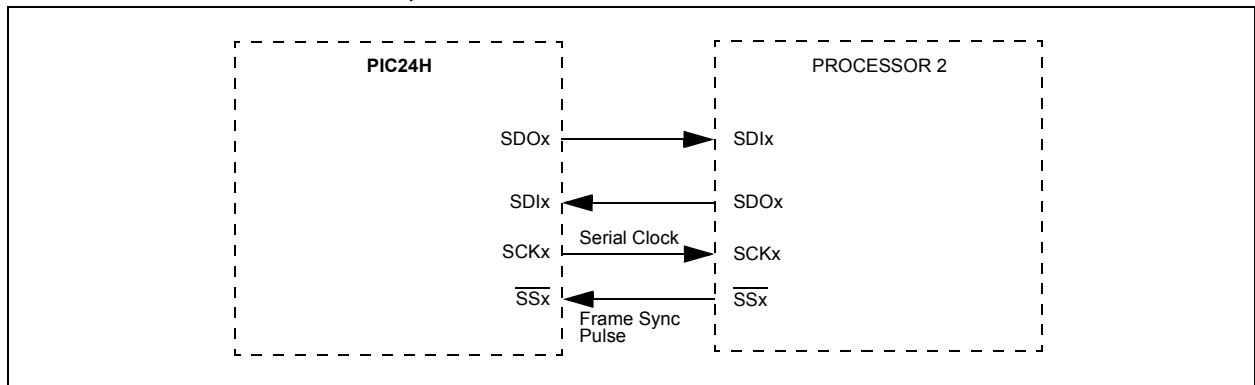 PIC24H
PROCESSOR 2
SDOx
SDIx
SDIx
SDOx
Serial Clock
SCKx
SCKx
SSx
SSx
Frame Sync
Pulse